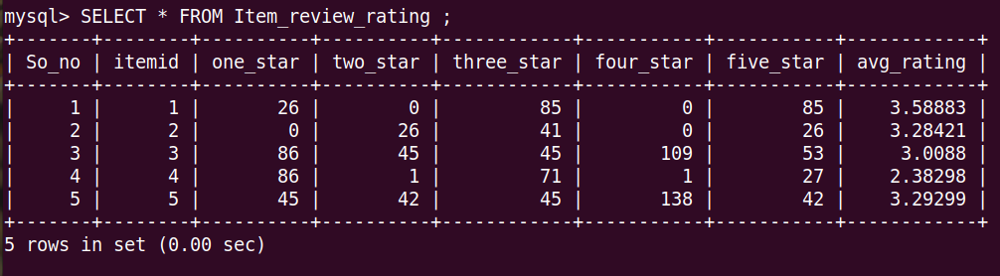 mysql> SELECT * FROM Item_review_rating ;
+-------+--------+----------+----------+------------+-----------+-----------+------------+
| So_no | itemid | one_star | two_star | three_star | four_star | five_star | avg_rating |
+-------+--------+----------+----------+------------+-----------+-----------+------------+
|     1 |      1 |       26 |        0 |         85 |         0 |        85 |    3.58883 |
|     2 |      2 |        0 |       26 |         41 |         0 |        26 |    3.28421 |
|     3 |      3 |       86 |       45 |         45 |       109 |        53 |     3.0088 |
|     4 |      4 |       86 |        1 |         71 |         1 |        27 |    2.38298 |
|     5 |      5 |       45 |       42 |         45 |       138 |        42 |    3.29299 |
+-------+--------+----------+----------+------------+-----------+-----------+------------+
5 rows in set (0.00 sec)